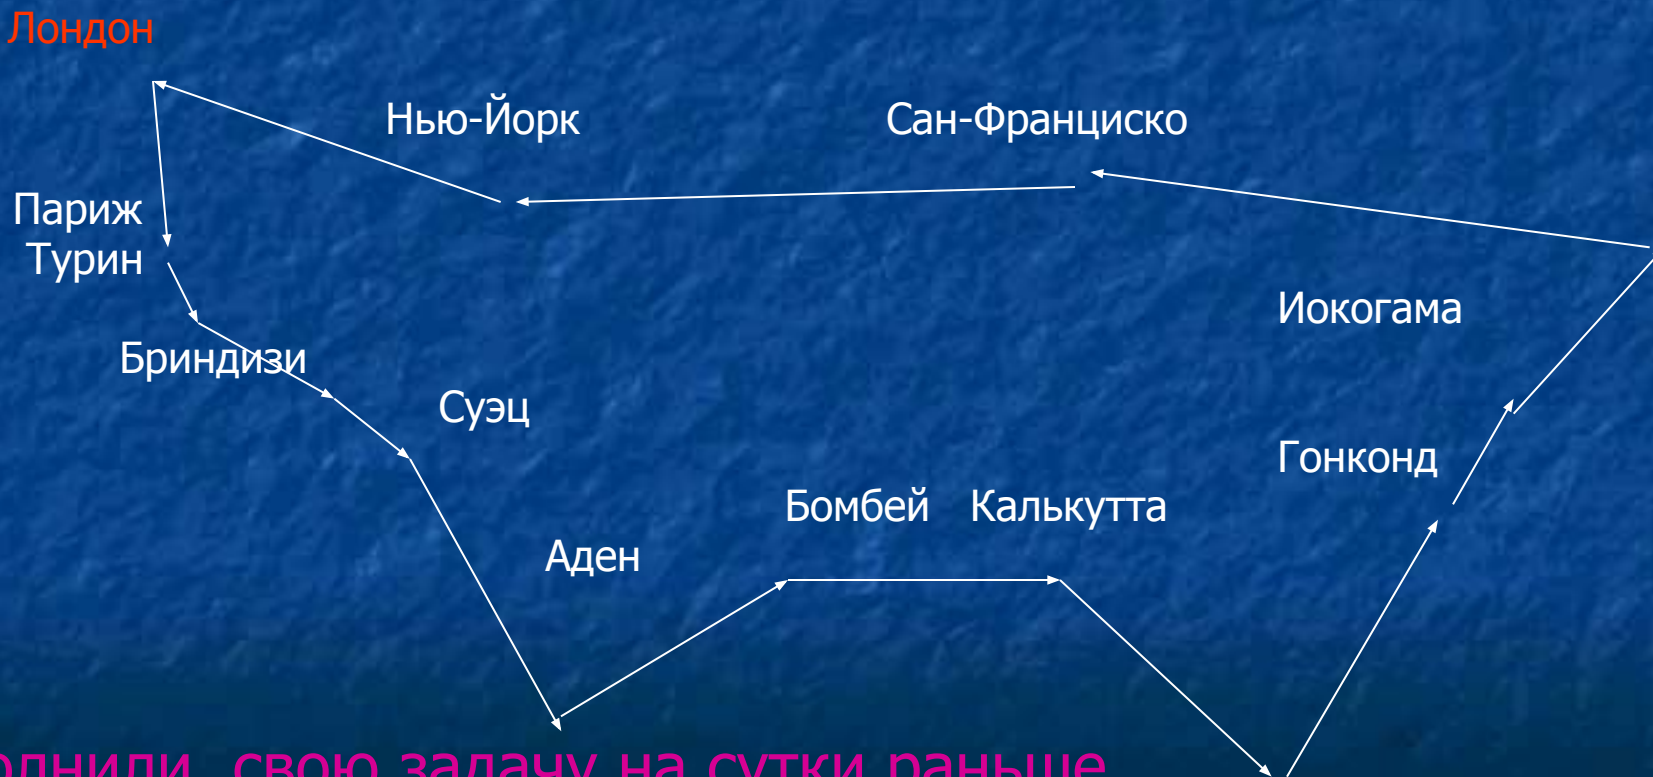 Лондон
Нью-Йорк Сан-Франциско
Париж
Турин
Иокогама
Бриндизи
Суэц
Гонконд
Бомбей Калькутта
Аден
свою задачу на сутки раньше